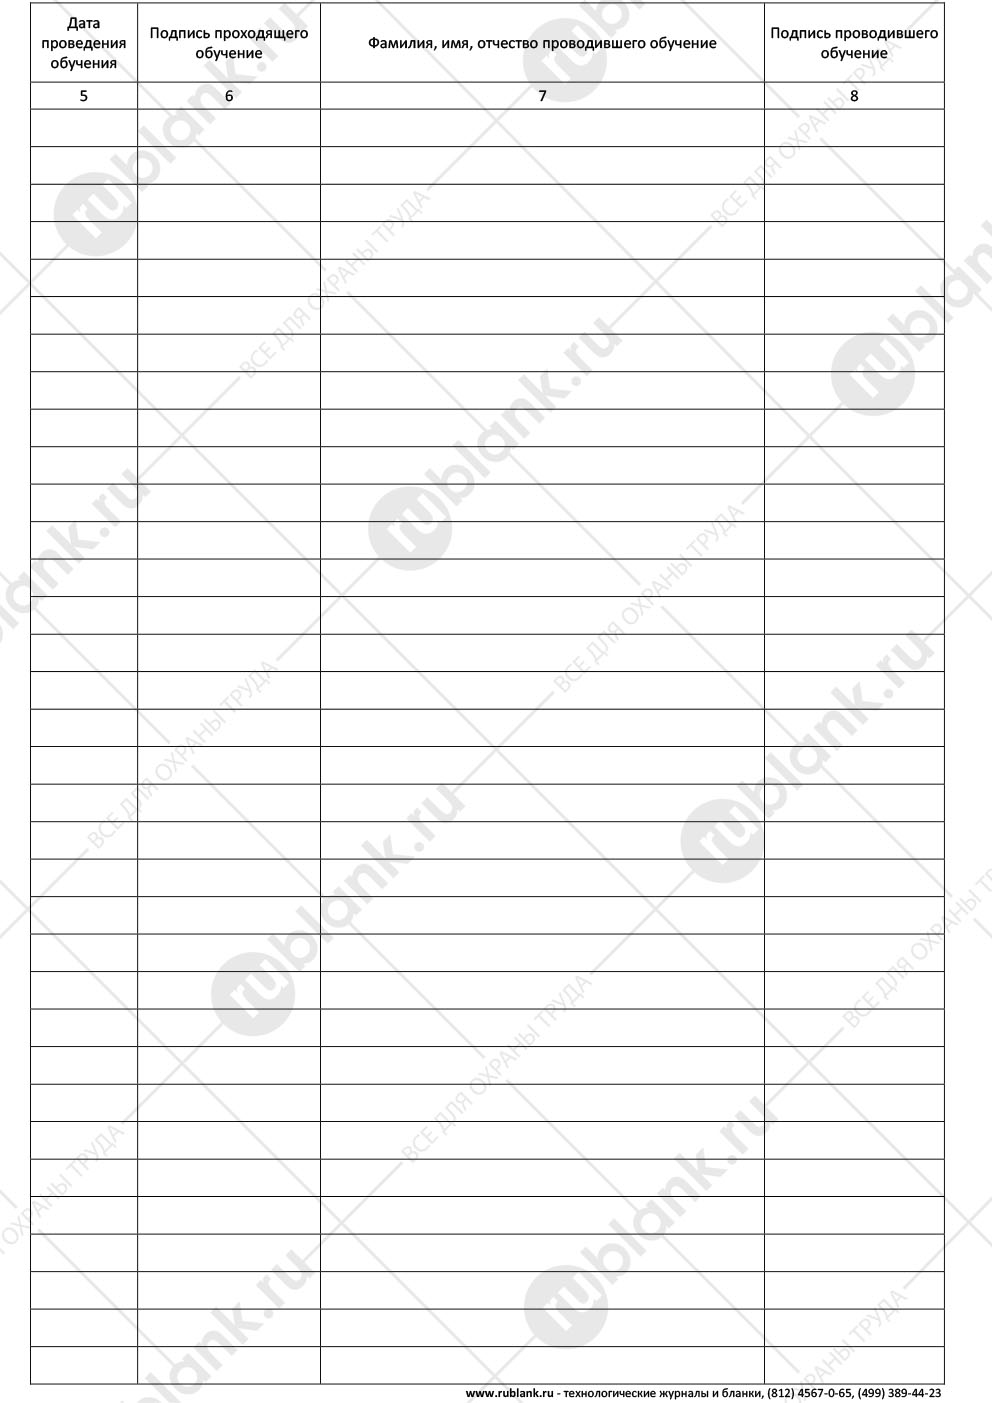 Дата
проведения
обучения
Подпись проходящего
обучение
Фамилия, имя, отчество проводившего обучение
Подпись проводившего
обучение
5 6 7 8
rublank.ru
ВСЕ ДЛЯ ОХРАНЫ ТРУДА
www.rublank.ru - технологические журналы и бланки, (812) 4567-0-65, (499) 389-44-23